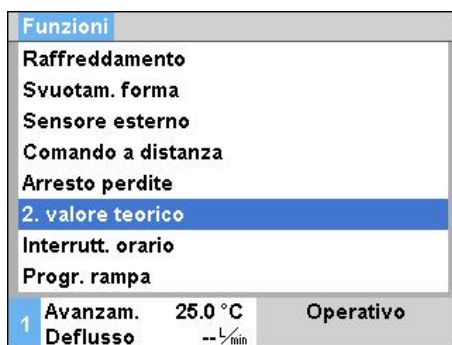 Funzioni
Raffreddamento
Svuotam. forma
Sensore esterno
Comando a distanza
Arresto perdite
2. valore teorico
Interrutt. orario
Progr. rampa
1 Avanzam. 25.0 °C Operativo
Deflusso -- L/min